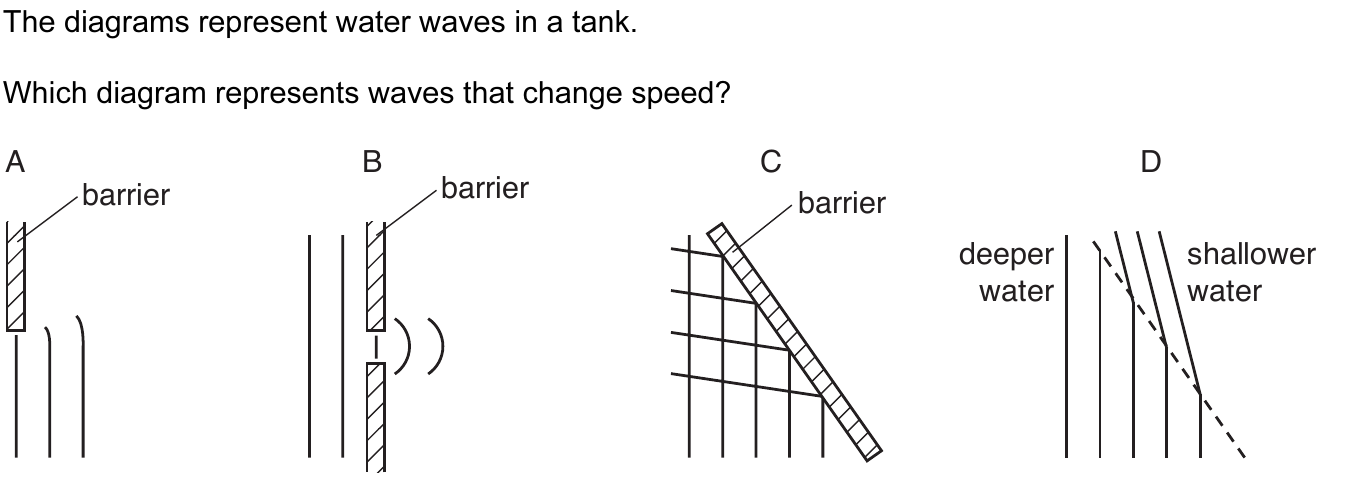 The diagrams represent water waves in a tank.
Which diagram represents waves that change speed?
A
barrier
B
barrier
C
barrier
D
deeper
water
shallower
water